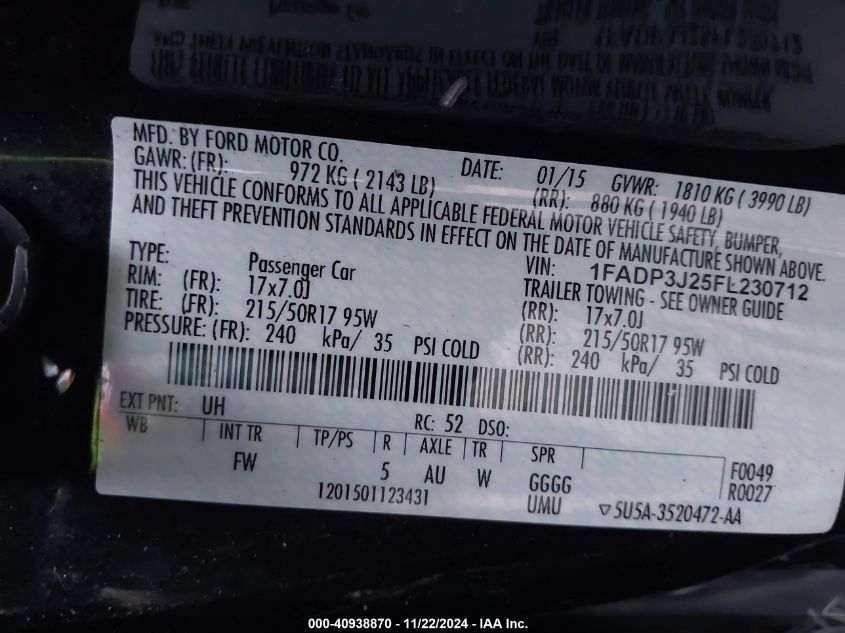 MFD. BY FORD MOTOR CO. DATE: 01/15 GVWR: 1810 KG ( 3990 LB)
GAWR: (FR): 972 KG ( 2143 LB) (RR): 880 KG ( 1940 LB)
THIS VEHICLE CONFORMS TO ALL APPLICABLE FEDERAL MOTOR VEHICLE SAFETY, BUMPER,
AND THEFT PREVENTION STANDARDS IN EFFECT ON THE DATE OF MANUFACTURE SHOWN ABOVE.
VIN: 1FADP3J25FL230712
TYPE: Passenger Car TRAILER TOWING - SEE OWNER GUIDE
RIM: (FR): 17x7.0J (RR): 17x7.0J
TIRE: (FR): 215/50R17 95W (RR): 215/50R17 95W
PRESSURE: (FR): 240 kPa/ 35 PSI COLD (RR): 240 kPa/ 35 PSI COLD
EXT PNT: UH RC: 52 DSO:
WB INT TR TP/PS R AXLE TR SPR F0049
FW 5 AU W GGGG R0027
1201501123431 UMU ▽5U5A-3520472-AA
000-40938870 - 11/22/2024 - IAA Inc.